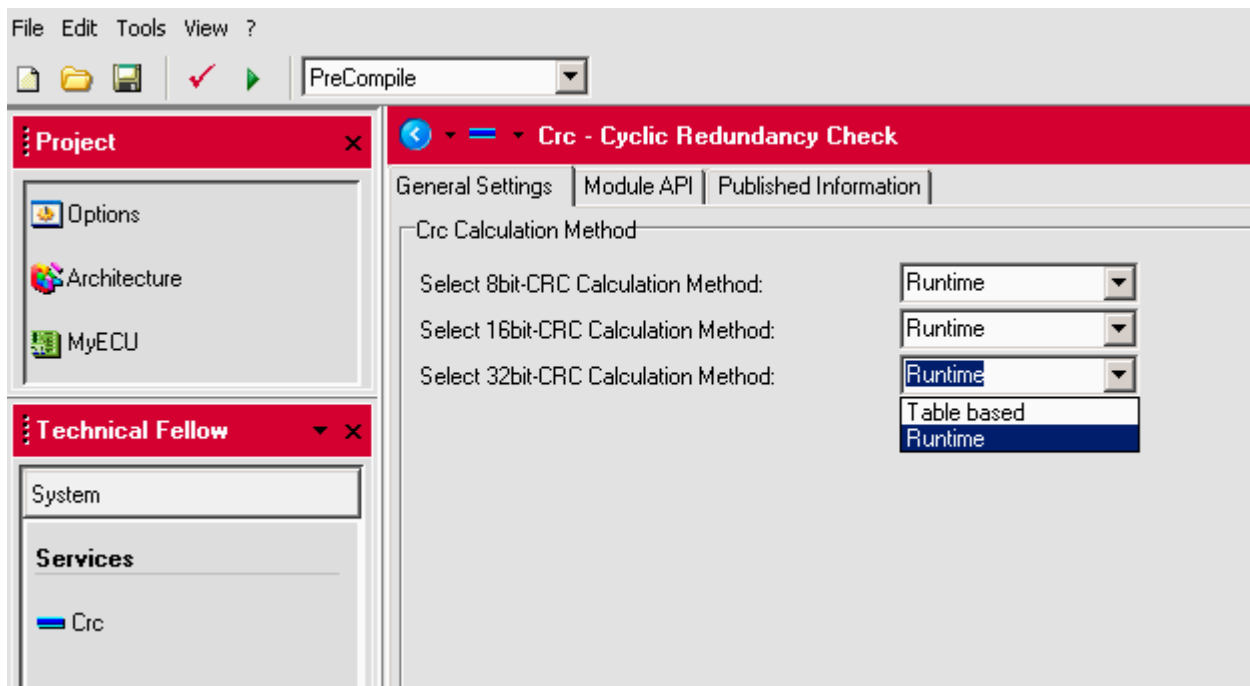 File Edit Tools View ?
PreCompile
Project
Options
Architecture
MyECU
Technical Fellow
System
Services
Crc
Crc - Cyclic Redundancy Check
General Settings Module API Published Information
Crc Calculation Method
Select 8bit-CRC Calculation Method: Runtime
Select 16bit-CRC Calculation Method: Runtime
Select 32bit-CRC Calculation Method: Runtime
Table based
Runtime